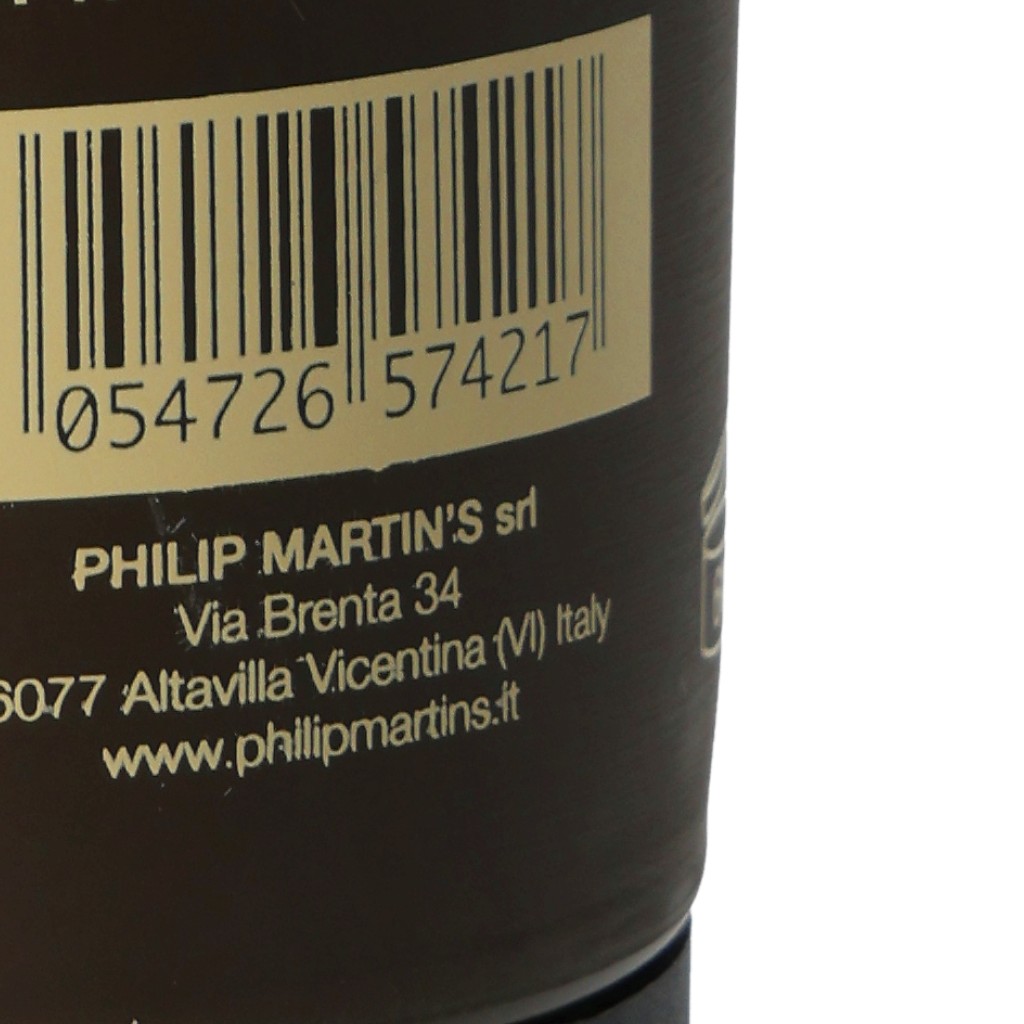 054726 574217
PHILIP MARTIN'S srl
Via Brenta 34
6077 Altavilla Vicentina (VI) Italy
www.philipmartins.it